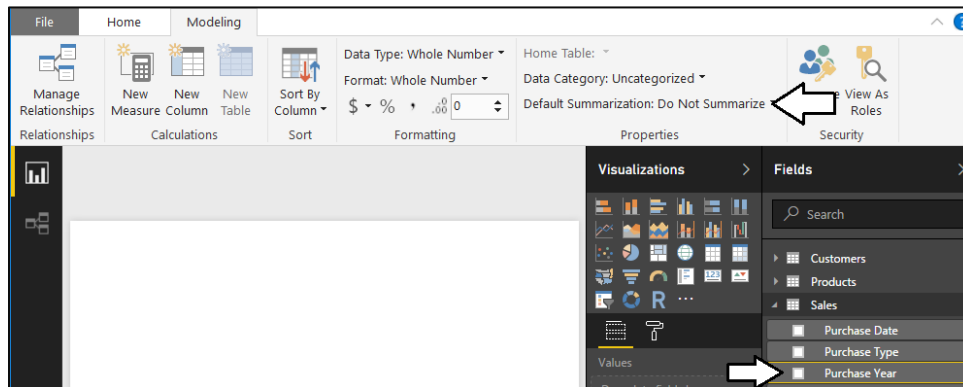 File Home Modeling
Data Type: Whole Number
Home Table:
Format: Whole Number
Data Category: Uncategorized
$ % , .00 0
Default Summarization: Do Not Summarize
Manage Relationships
New Measure
New Column
New Table
Sort By Column
View As Roles
Relationships Calculations Sort Formatting Properties Security
Visualizations
Fields
Search
Customers
Products
Sales
Purchase Date
Purchase Type
Purchase Year
123
R ...
Values